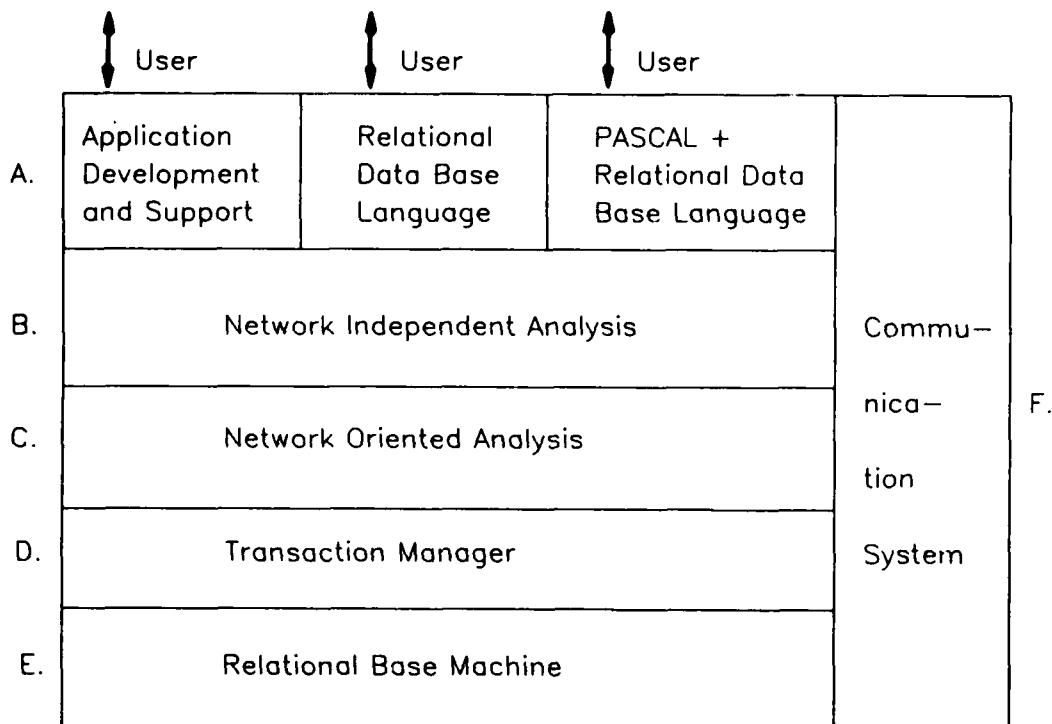 User
User
User
A.
Application
Development
and Support
Relational
Data Base
Language
PASCAL +
Relational Data
Base Language
B.
Network Independent Analysis
C.
Network Oriented Analysis
D.
Transaction Manager
E.
Relational Base Machine
Commu–
nica–
tion
System
F.